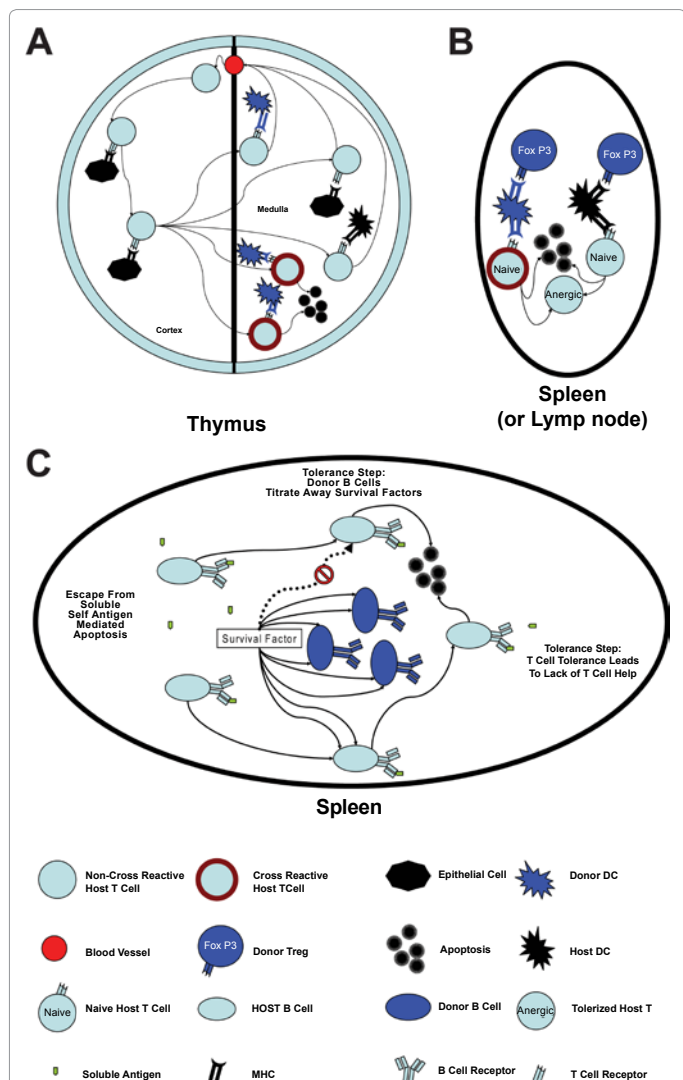 A
Medulla
Cortex
Thymus
B
Fox P3
Fox P3
Naive
Naive
Anergic
Spleen
(or Lymp node)
C
Tolerance Step:
Donor B Cells
Titrate Away Survival Factors
Escape From
Soluble
Self Antigen
Mediated
Apoptosis
Survival Factor
Tolerance Step:
T Cell Tolerance Leads
To Lack of T Cell Help
Spleen
Non-Cross Reactive
Host T Cell
Cross Reactive
Host TCell
Epithelial Cell
Donor DC
Blood Vessel
Fox P3
Donor Treg
Apoptosis
Host DC
Naive
Naive Host T Cell
HOST B Cell
Donor B Cell
Anergic
Tolerized Host T
Soluble Antigen
MHC
B Cell Receptor
T Cell Receptor